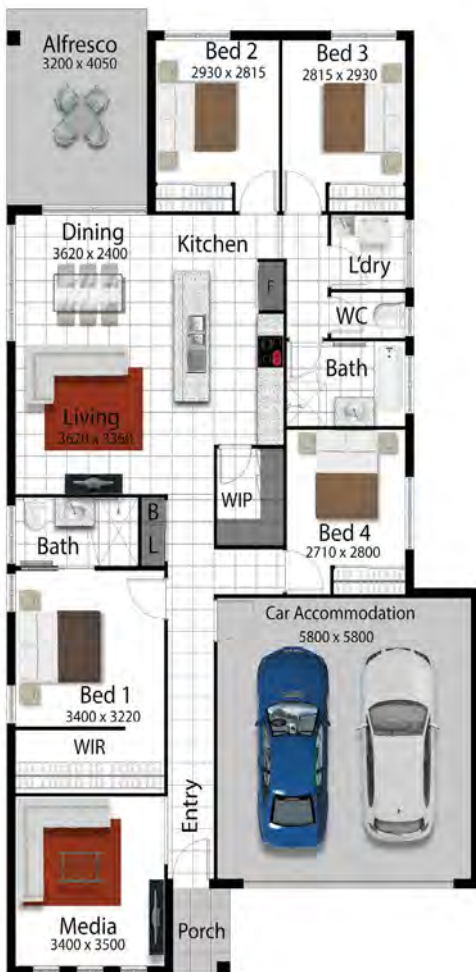 Alfresco
3200 x 4050
Bed 2
2930 x 2815
Bed 3
2815 x 2930
Dining
3620 x 2400
Kitchen
L'dry
F
WC
Bath
Living
3620 x 3360
WIP
Bed 4
2710 x 2800
B
L
Bath
Car Accommodation
5800 x 5800
Bed 1
3400 x 3220
WIR
Entry
Media
3400 x 3500
Porch